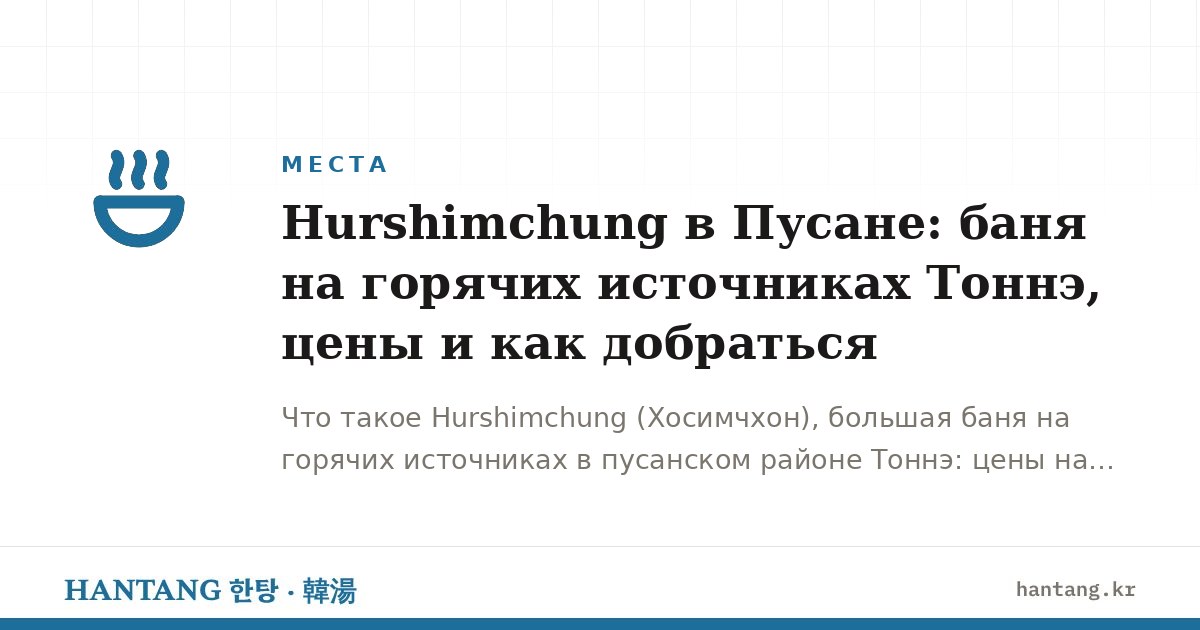 МЕСТА
Hurshimchung в Пусане: баня
на горячих источниках Тоннэ,
цены и как добраться
Что такое Hurshimchung (Хосимчхон), большая баня на
горячих источниках в пусанском районе Тоннэ: цены на…
HANTANG 한탕 · 韓湯
hantang.kr